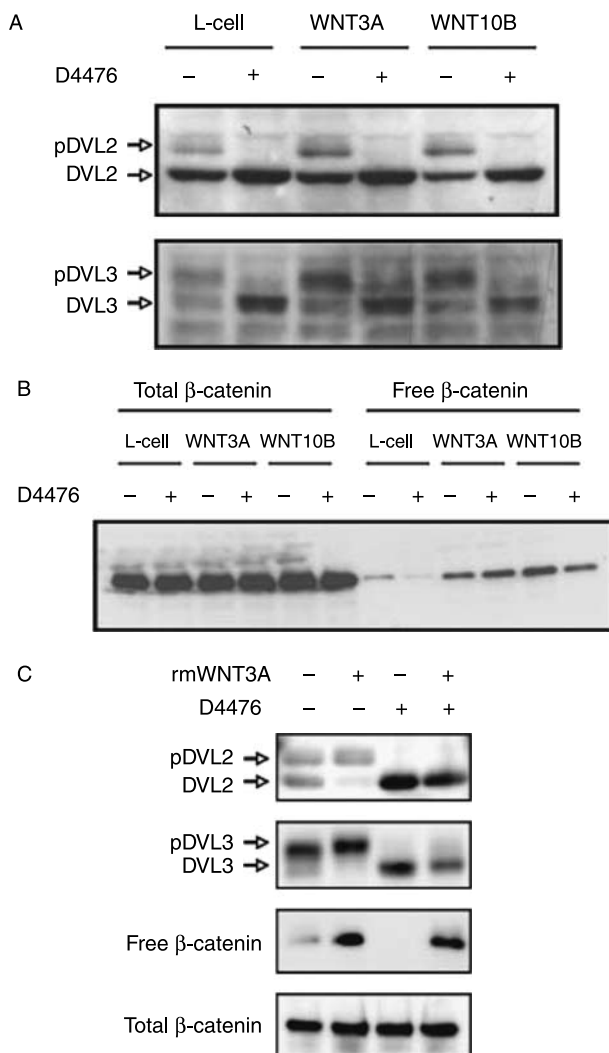 A
L-cell WNT3A WNT10B
D4476 – + – + – +
pDVL2
DVL2
pDVL3
DVL3
B
Total β-catenin Free β-catenin
L-cell WNT3A WNT10B L-cell WNT3A WNT10B
D4476 – + – + – + – + – + – +
C
rmWNT3A – + – +
D4476 – – + +
pDVL2
DVL2
pDVL3
DVL3
Free β-catenin
Total β-catenin